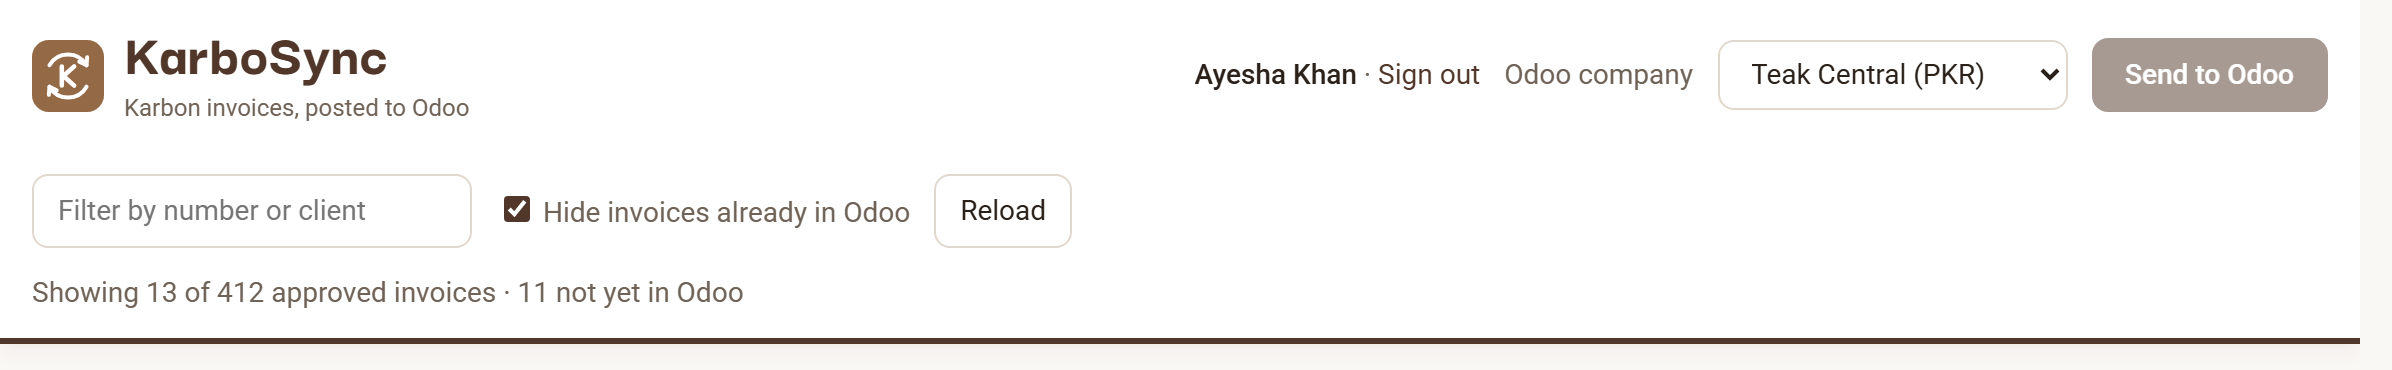 K
KarboSync
Karbon invoices, posted to Odoo
Ayesha Khan · Sign out Odoo company Teak Central (PKR) Send to Odoo
Filter by number or client Hide invoices already in Odoo Reload
Showing 13 of 412 approved invoices · 11 not yet in Odoo